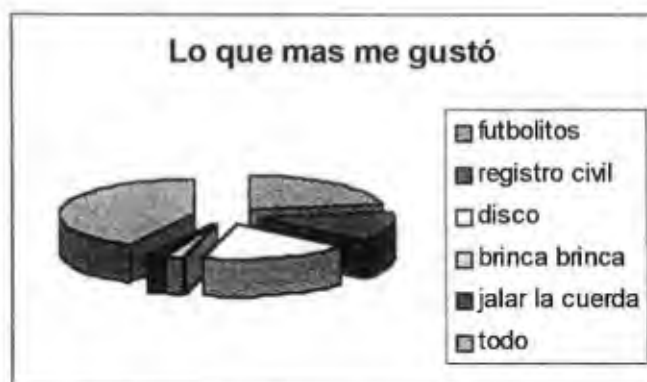 Lo que mas me gustó
futbolitos
registro civil
disco
brinca brinca
jalar la cuerda
todo